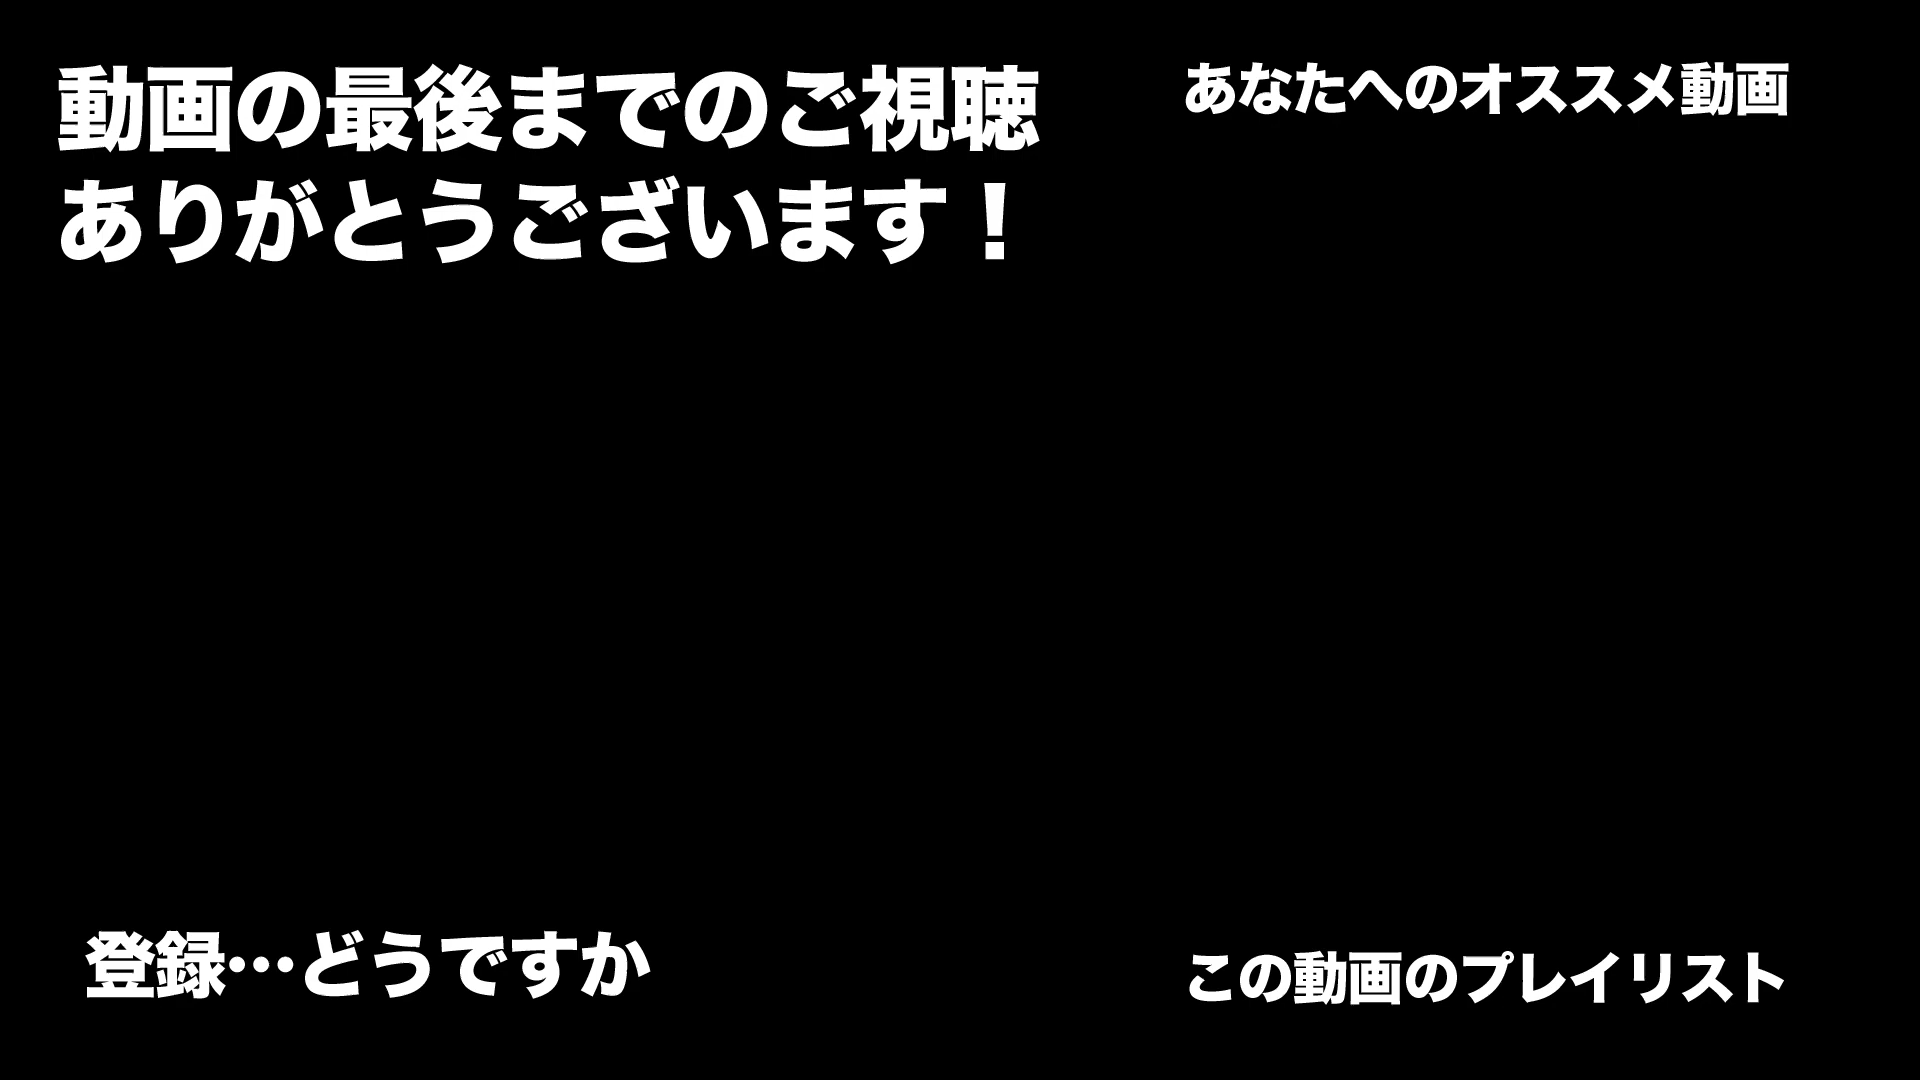 動画の最後までのご視聴
ありがとうございます！
あなたへのオススメ動画
登録…どうですか
この動画のプレイリスト